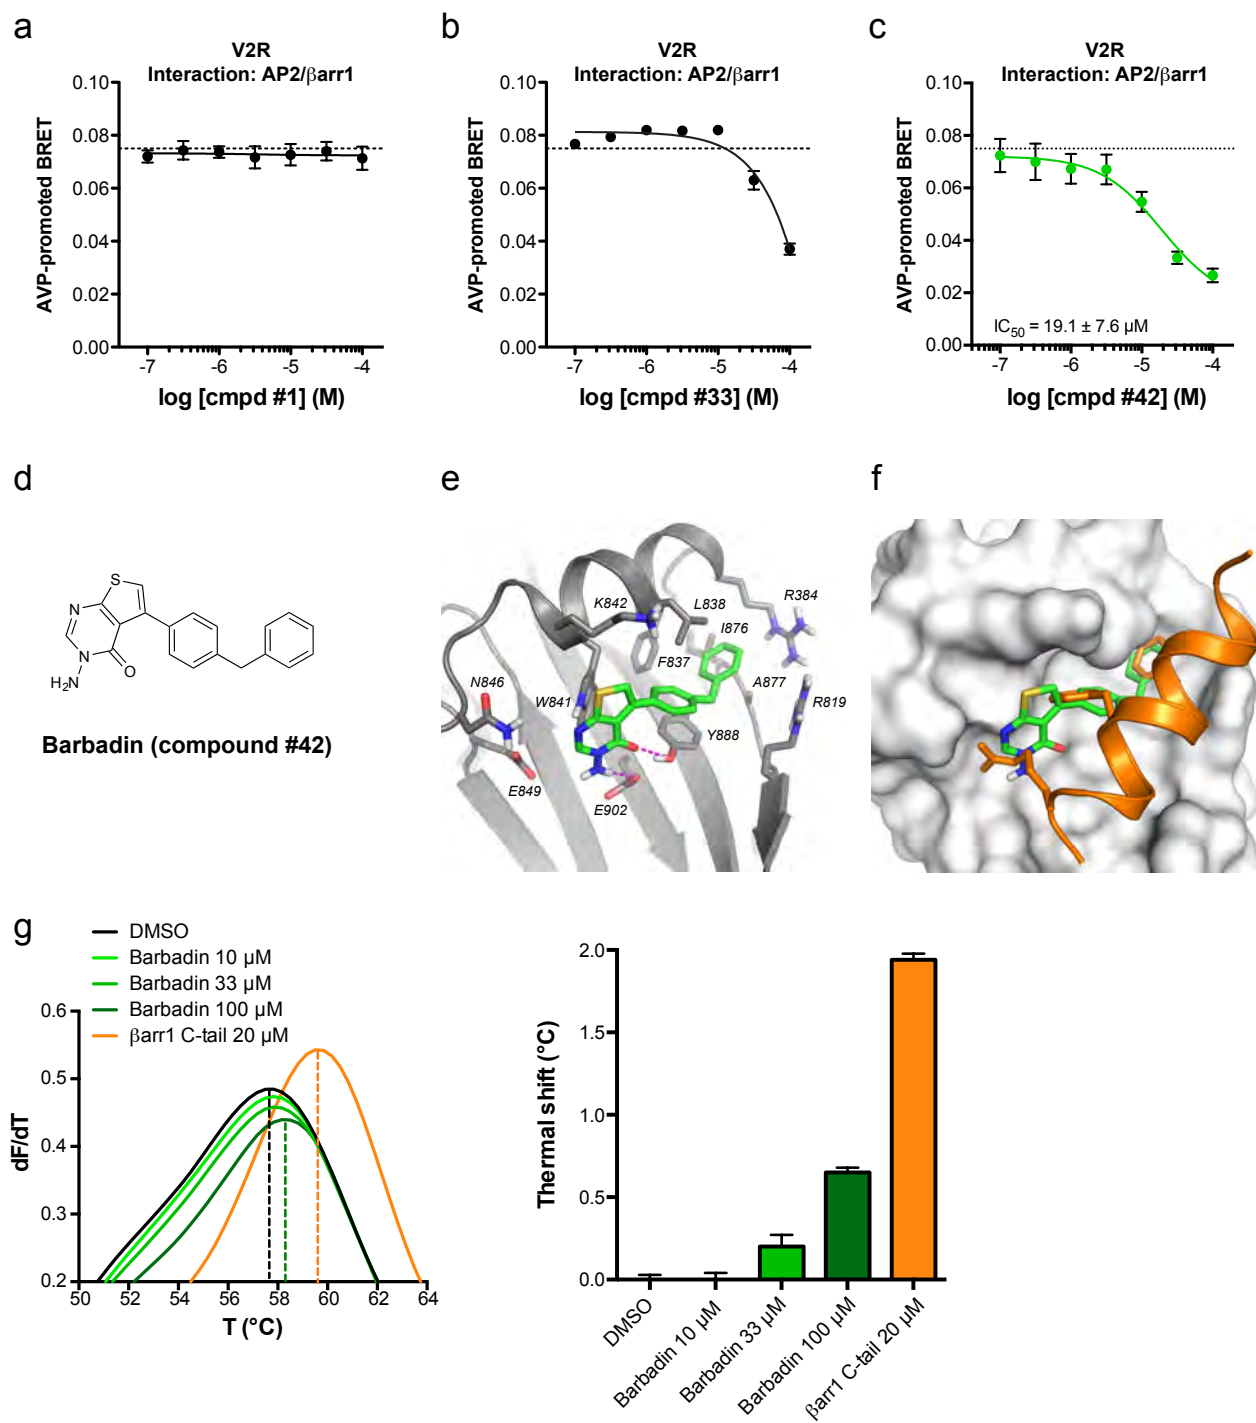 a
V2R
Interaction: AP2/βarr1
0.10
0.08
0.06
0.04
0.02
0.00
AVP-promoted BRET
-7
-6
-5
-4
log [cmpd #1] (M)
b
V2R
Interaction: AP2/βarr1
0.10
0.08
0.06
0.04
0.02
0.00
AVP-promoted BRET
-7
-6
-5
-4
log [cmpd #33] (M)
c
V2R
Interaction: AP2/βarr1
0.10
0.08
0.06
0.04
0.02
0.00
AVP-promoted BRET
IC50 = 19.1 ± 7.6 µM
-7
-6
-5
-4
log [cmpd #42] (M)
d
S
N
N
O
H2N
Barbadin (compound #42)
e
K842
L838
R384
I876
F837
N846
W841
A877
R819
Y888
E849
E902
f
g
DMSO
Barbadin 10 µM
Barbadin 33 µM
Barbadin 100 µM
βarr1 C-tail 20 µM
0.6
0.5
0.4
0.3
0.2
dF/dT
50
52
54
56
58
60
62
64
T (°C)
2.0
1.5
1.0
0.5
0.0
Thermal shift (°C)
DMSO
Barbadin 10 µM
Barbadin 33 µM
Barbadin 100 µM
βarr1 C-tail 20 µM